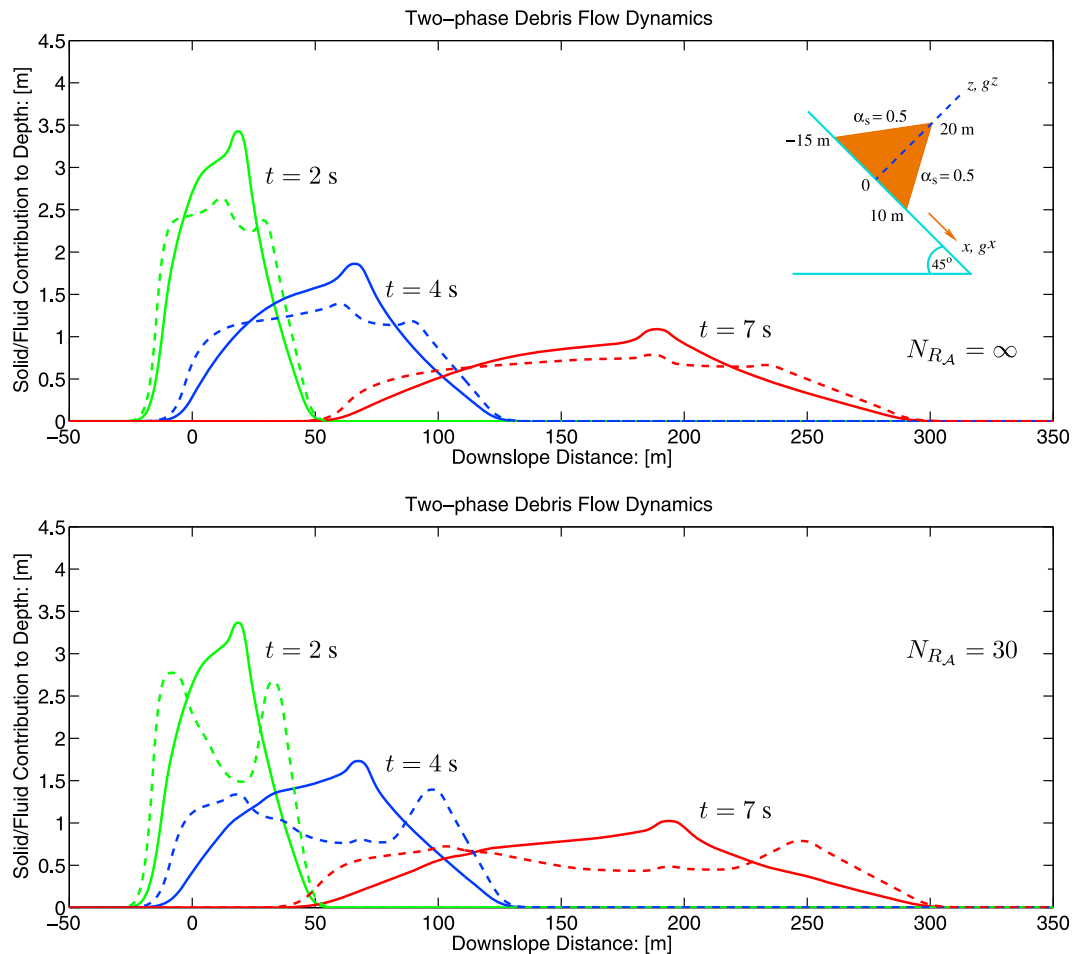 Two-phase Debris Flow Dynamics
Solid/Fluid Contribution to Depth: [m]
4.5
4
3.5
3
2.5
2
1.5
1
0.5
0
t = 2 s
t = 4 s
t = 7 s
N_{R_A} = ∞
z, g^z
α_s = 0.5
20 m
−15 m
α_s = 0.5
0
10 m
x, g^x
45°
−50 0 50 100 150 200 250 300 350
Downslope Distance: [m]
Two-phase Debris Flow Dynamics
Solid/Fluid Contribution to Depth: [m]
4.5
4
3.5
3
2.5
2
1.5
1
0.5
0
t = 2 s
N_{R_A} = 30
t = 4 s
t = 7 s
−50 0 50 100 150 200 250 300 350
Downslope Distance: [m]